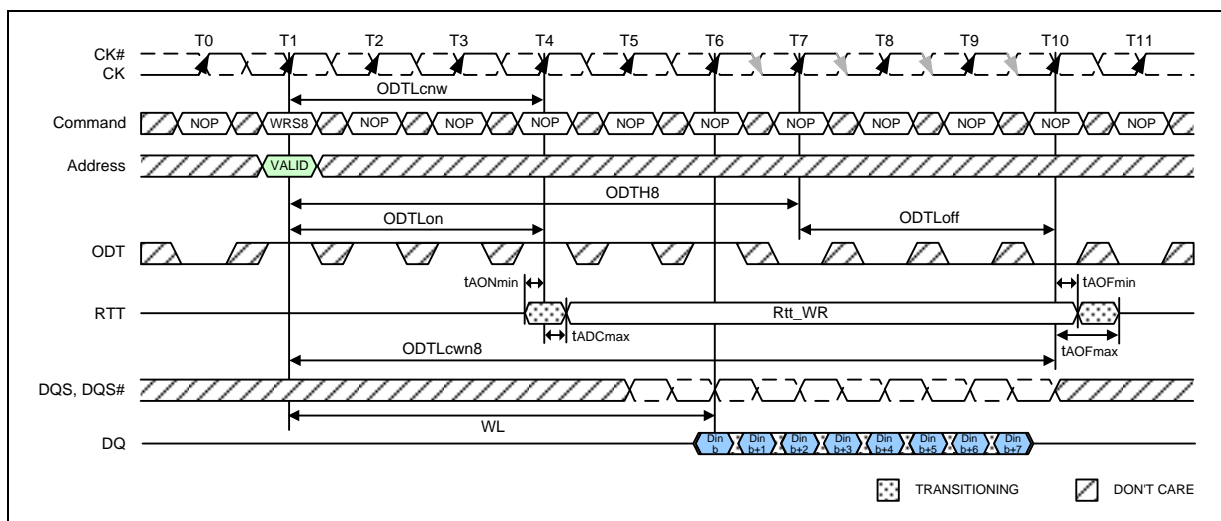 T0 T1 T2 T3 T4 T5 T6 T7 T8 T9 T10 T11
CK#
CK
ODTLcnw
Command NOP WRS8 NOP NOP NOP NOP NOP NOP NOP NOP NOP NOP
Address VALID
ODTH8
ODTLon ODTLoff
ODT
tAONmin tAOFmin
RTT Rtt_WR
tADCmax
tAOFmax
ODTLcwn8
DQS, DQS#
WL
DQ Din b Din b+1 Din b+2 Din b+3 Din b+4 Din b+5 Din b+6 Din b+7
TRANSITIONING DON'T CARE